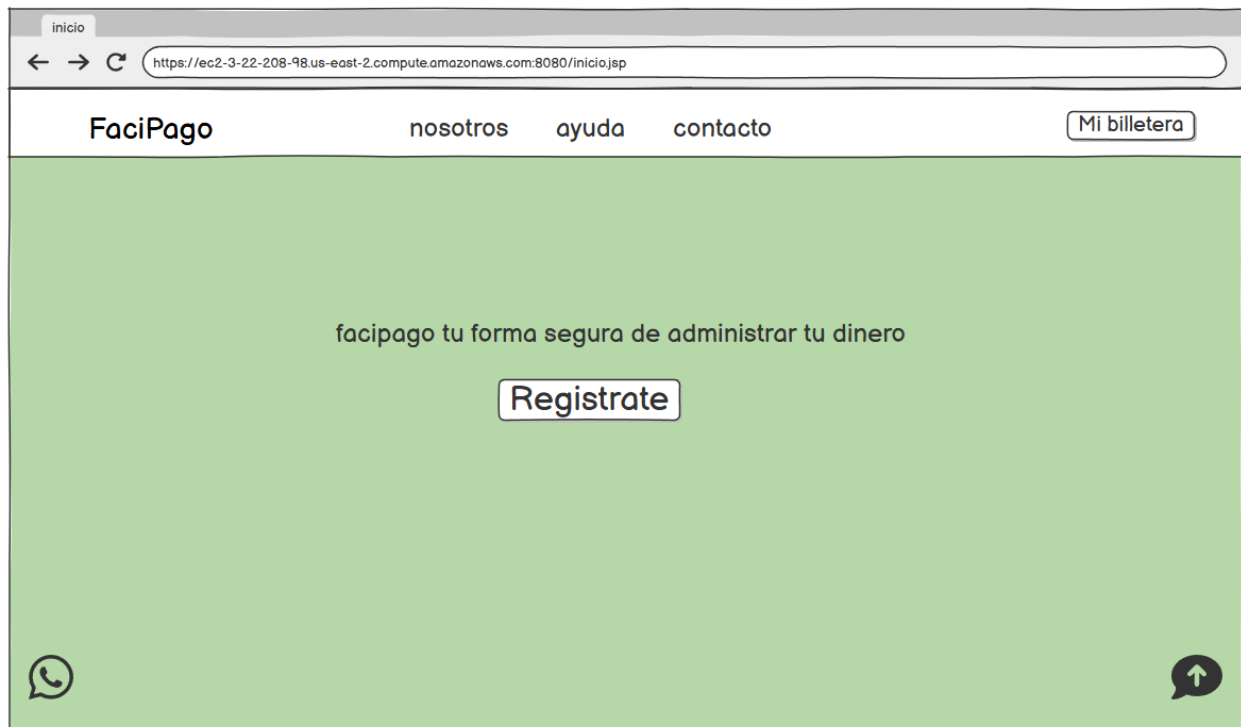 inicio
https://ec2-3-22-208-98.us-east-2.compute.amazonaws.com:8080/inicio.jsp
FaciPago nosotros ayuda contacto Mi billetera
facipago tu forma segura de administrar tu dinero
Registrate